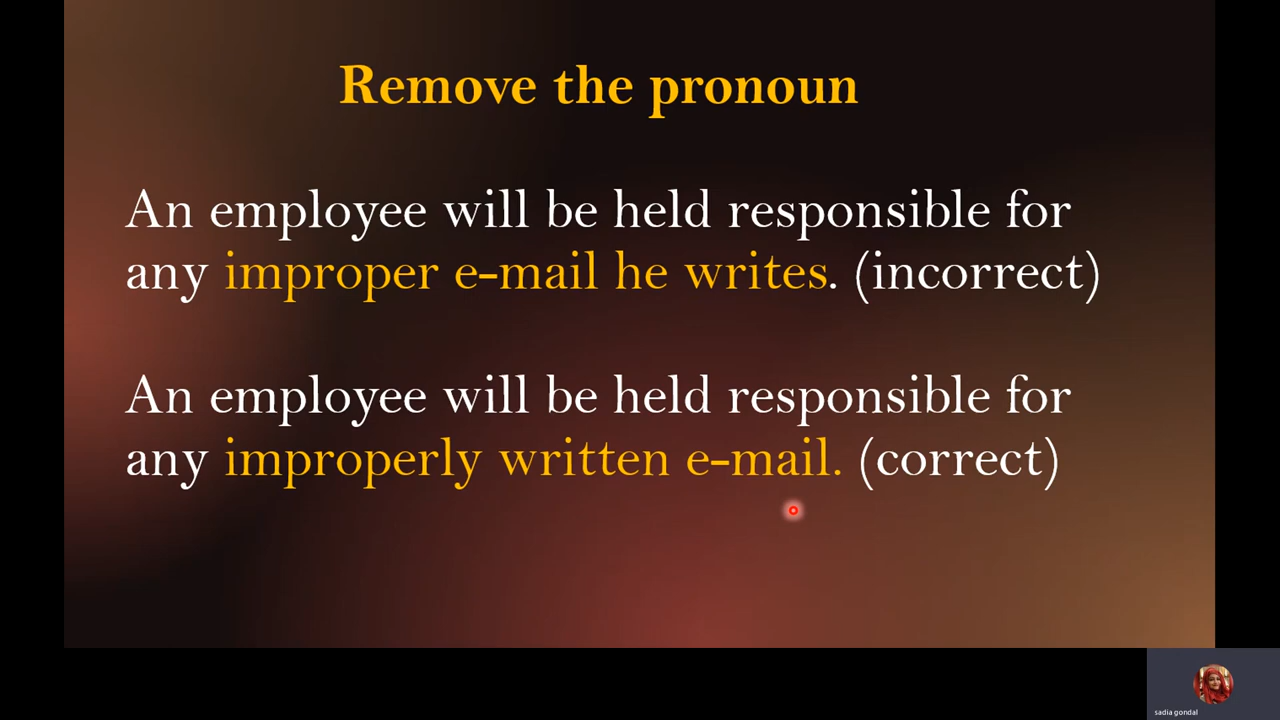 Remove the pronoun
An employee will be held responsible for
any improper e-mail he writes. (incorrect)
An employee will be held responsible for
any improperly written e-mail. (correct)
sadia gondal